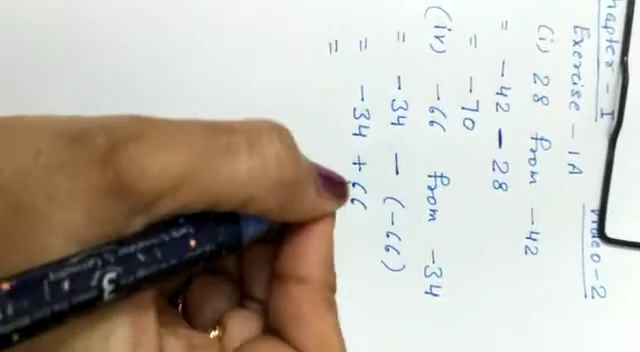 Chapter - I
Exercise - 1A Video-2
(i) 28 from -42
= -42 - 28
= -70
(iv) -66 from -34
= -34 - (-66)
= -34 + 66
=